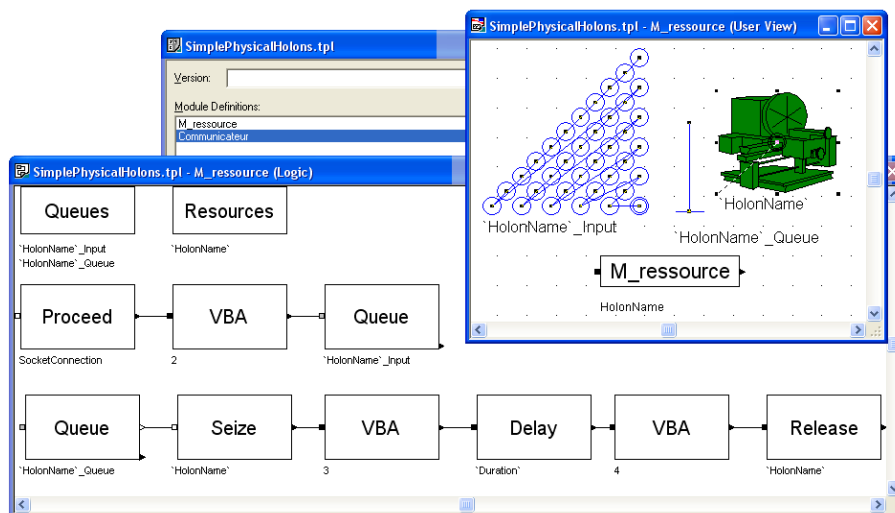 SimplePhysicalHolons.tpl
Version:
Module Definitions:
M_ressource
Communicateur
SimplePhysicalHolons.tpl - M_ressource (User View)
`HolonName`_Input
`HolonName`
`HolonName`_Queue
M_ressource
HolonName
SimplePhysicalHolons.tpl - M_ressource (Logic)
Queues
Resources
`HolonName`_Input
`HolonName`
`HolonName`_Queue
Proceed
VBA
Queue
SocketConnection
2
`HolonName`_Input
Queue
Seize
VBA
Delay
VBA
Release
`HolonName`_Queue
`HolonName`
3
`Duration`
4
`HolonName`